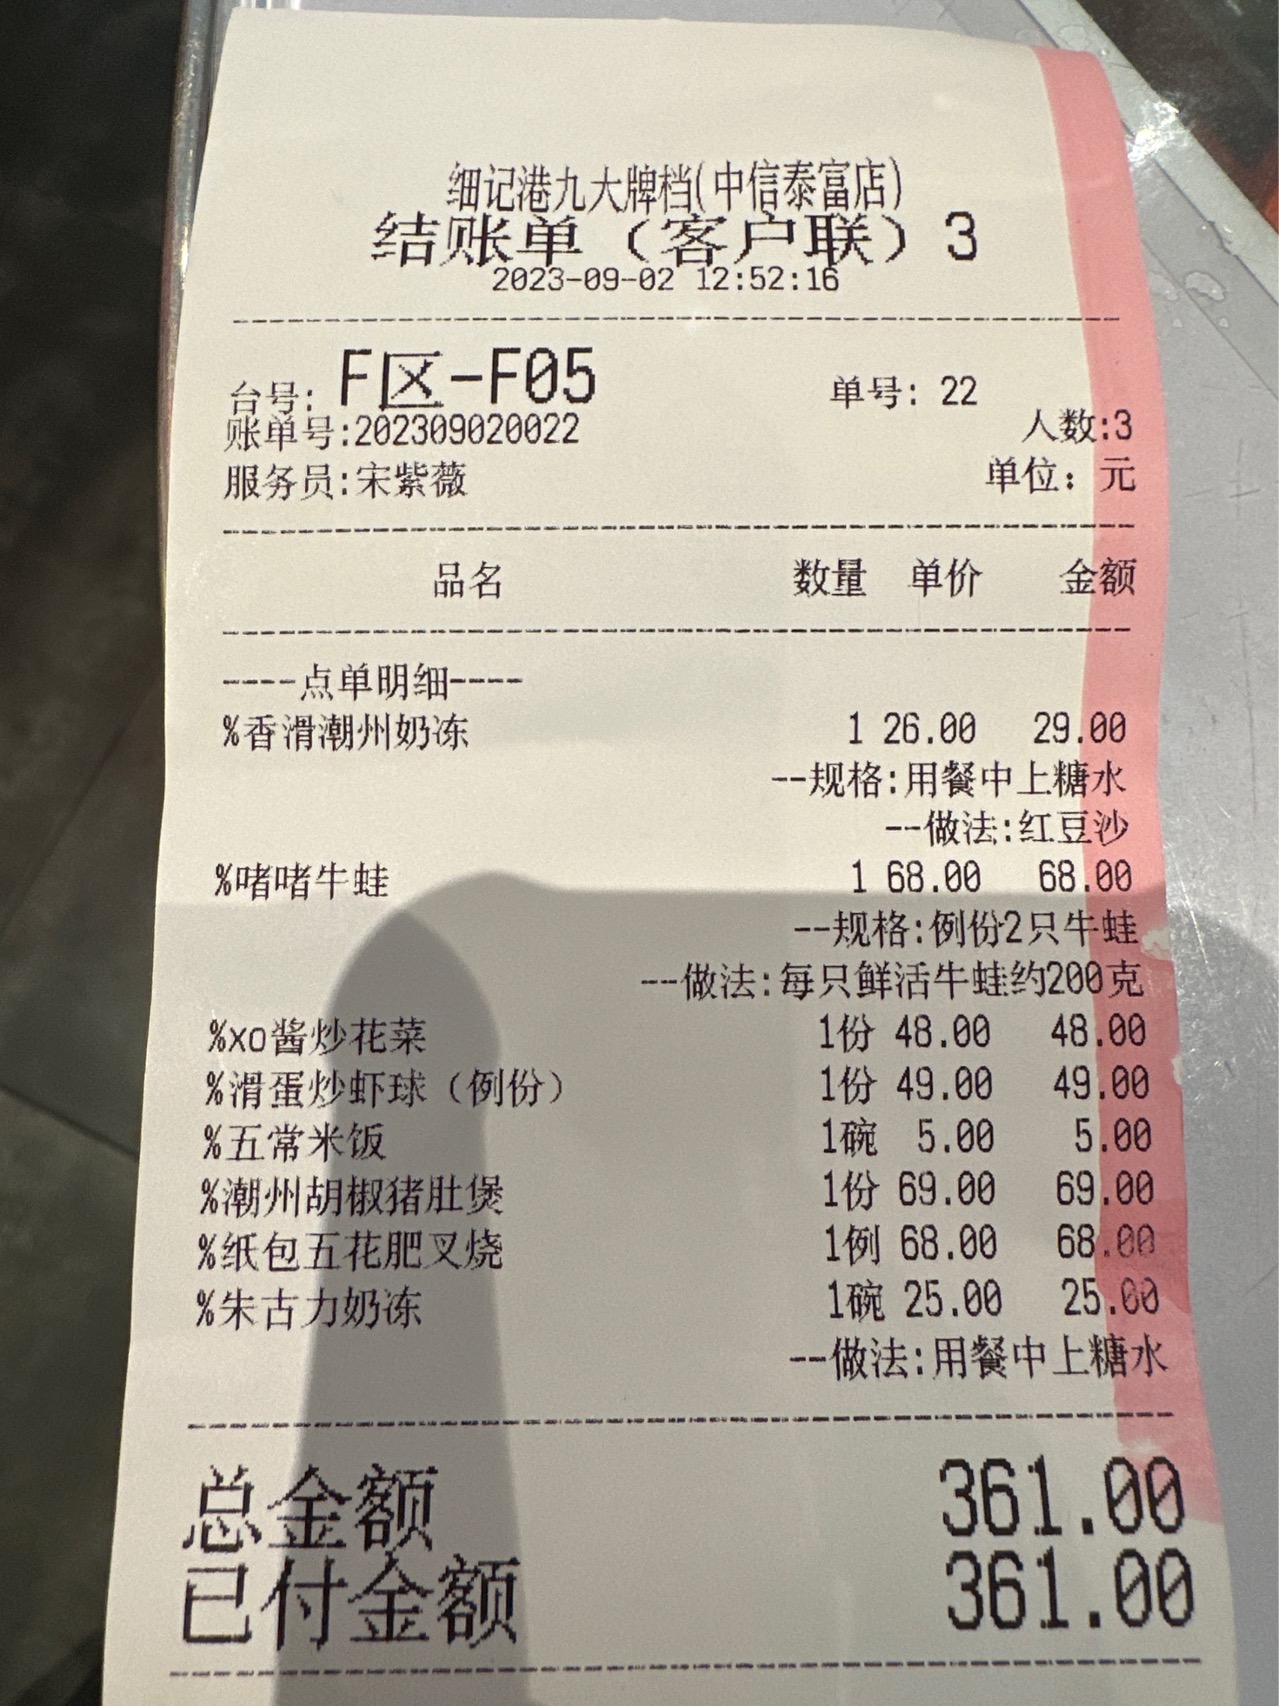 细记港九大牌档(中信泰富店)
结账单（客户联）3
2023-09-02 12:52:16
台号: F区-F05 单号: 22
账单号:202309020022 人数:3
服务员:宋紫薇 单位: 元
品名 数量 单价 金额
----点单明细----
%香滑潮州奶冻 1 26.00 29.00
--规格:用餐中上糖水
--做法:红豆沙
%啫啫牛蛙 1 68.00 68.00
--规格:例份2只牛蛙
--做法:每只鲜活牛蛙约200克
%xo酱炒花菜 1份 48.00 48.00
%滑蛋炒虾球（例份） 1份 49.00 49.00
%五常米饭 1碗 5.00 5.00
%潮州胡椒猪肚煲 1份 69.00 69.00
%纸包五花肥叉烧 1例 68.00 68.00
%朱古力奶冻 1碗 25.00 25.00
--做法:用餐中上糖水
总金额 361.00
已付金额 361.00